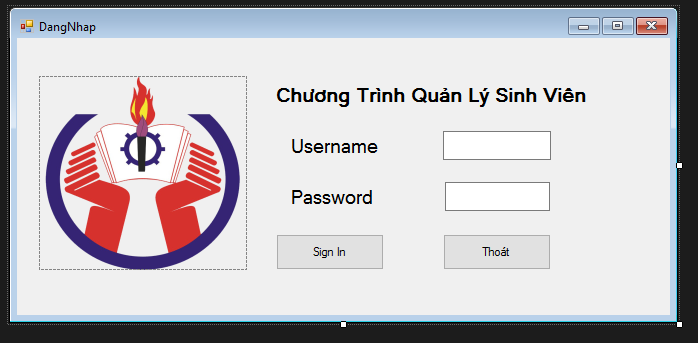 DangNhap
Chương Trình Quản Lý Sinh Viên
Username
Password
Sign In
Thoát